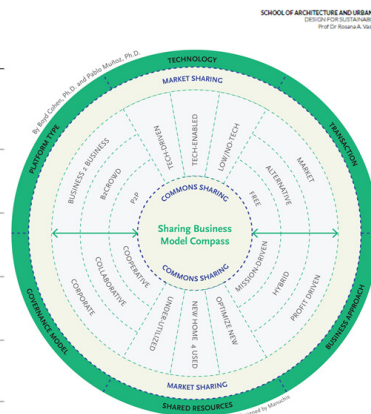 SCHOOL OF ARCHITECTURE AND URBAN
DESIGN FOR SUSTAINAB
Prof Dr Rosana A. Va
By Boyd Cohen, Ph.D. and Pablo Muñoz, Ph.D.
TECHNOLOGY
MARKET SHARING
PLATFORM TYPE
TRANSACTION
TECH-DRIVEN
TECH-ENABLED
LOW/NO-TECH
BUSINESS 2 BUSINESS
B2CROWD
P2P
FREE
ALTERNATIVE
MARKET
COMMONS SHARING
Sharing Business
Model Compass
COMMONS SHARING
CORPORATE
COLLABORATIVE
COOPERATIVE
MISSION-DRIVEN
HYBRID
PROFIT DRIVEN
UNDER-UTILIZED
NEW HOME 4 USED
OPTIMIZE NEW
GOVERNANCE MODEL
BUSINESS APPROACH
MARKET SHARING
SHARED RESOURCES